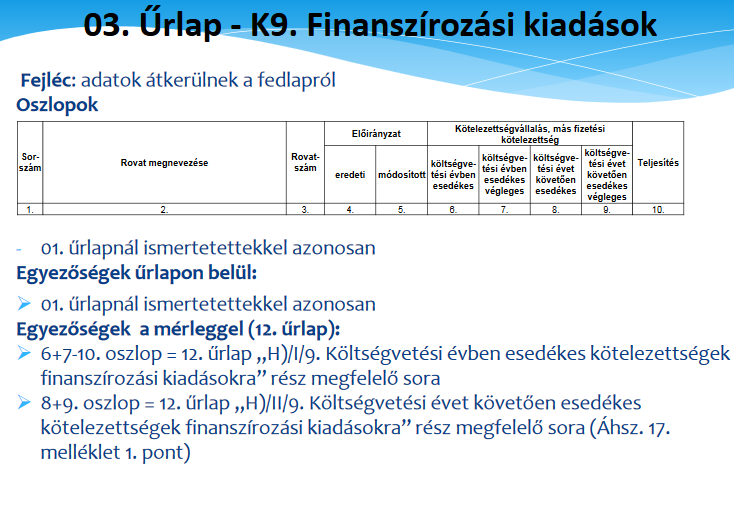 03. Űrlap - K9. Finanszírozási kiadások
Fejléc: adatok átkerülnek a fedlapról
Oszlopok
Sor-
szám
Rovat megnevezése
Rovat-
szám
Előirányzat
eredeti
módosított
Kötelezettségvállalás, más fizetési
kötelezettség
költségve-
tési évben
esedékes
költségve-
tési évben
esedékes
végleges
költségve-
tési évet
követően
esedékes
költségve-
tési évet
követően
esedékes
végleges
Teljesítés
1. 2. 3. 4. 5. 6. 7. 8. 9. 10.
- 01. űrlapnál ismertetettekkel azonosan
Egyezőségek űrlapon belül:
➢ 01. űrlapnál ismertetettekkel azonosan
Egyezőségek a mérleggel (12. űrlap):
➢ 6+7-10. oszlop = 12. űrlap „H)/I/9. Költségvetési évben esedékes kötelezettségek
finanszírozási kiadásokra” rész megfelelő sora
➢ 8+9. oszlop = 12. űrlap „H)/II/9. Költségvetési évet követően esedékes
kötelezettségek finanszírozási kiadásokra” rész megfelelő sora (Áhsz. 17.
melléklet 1. pont)